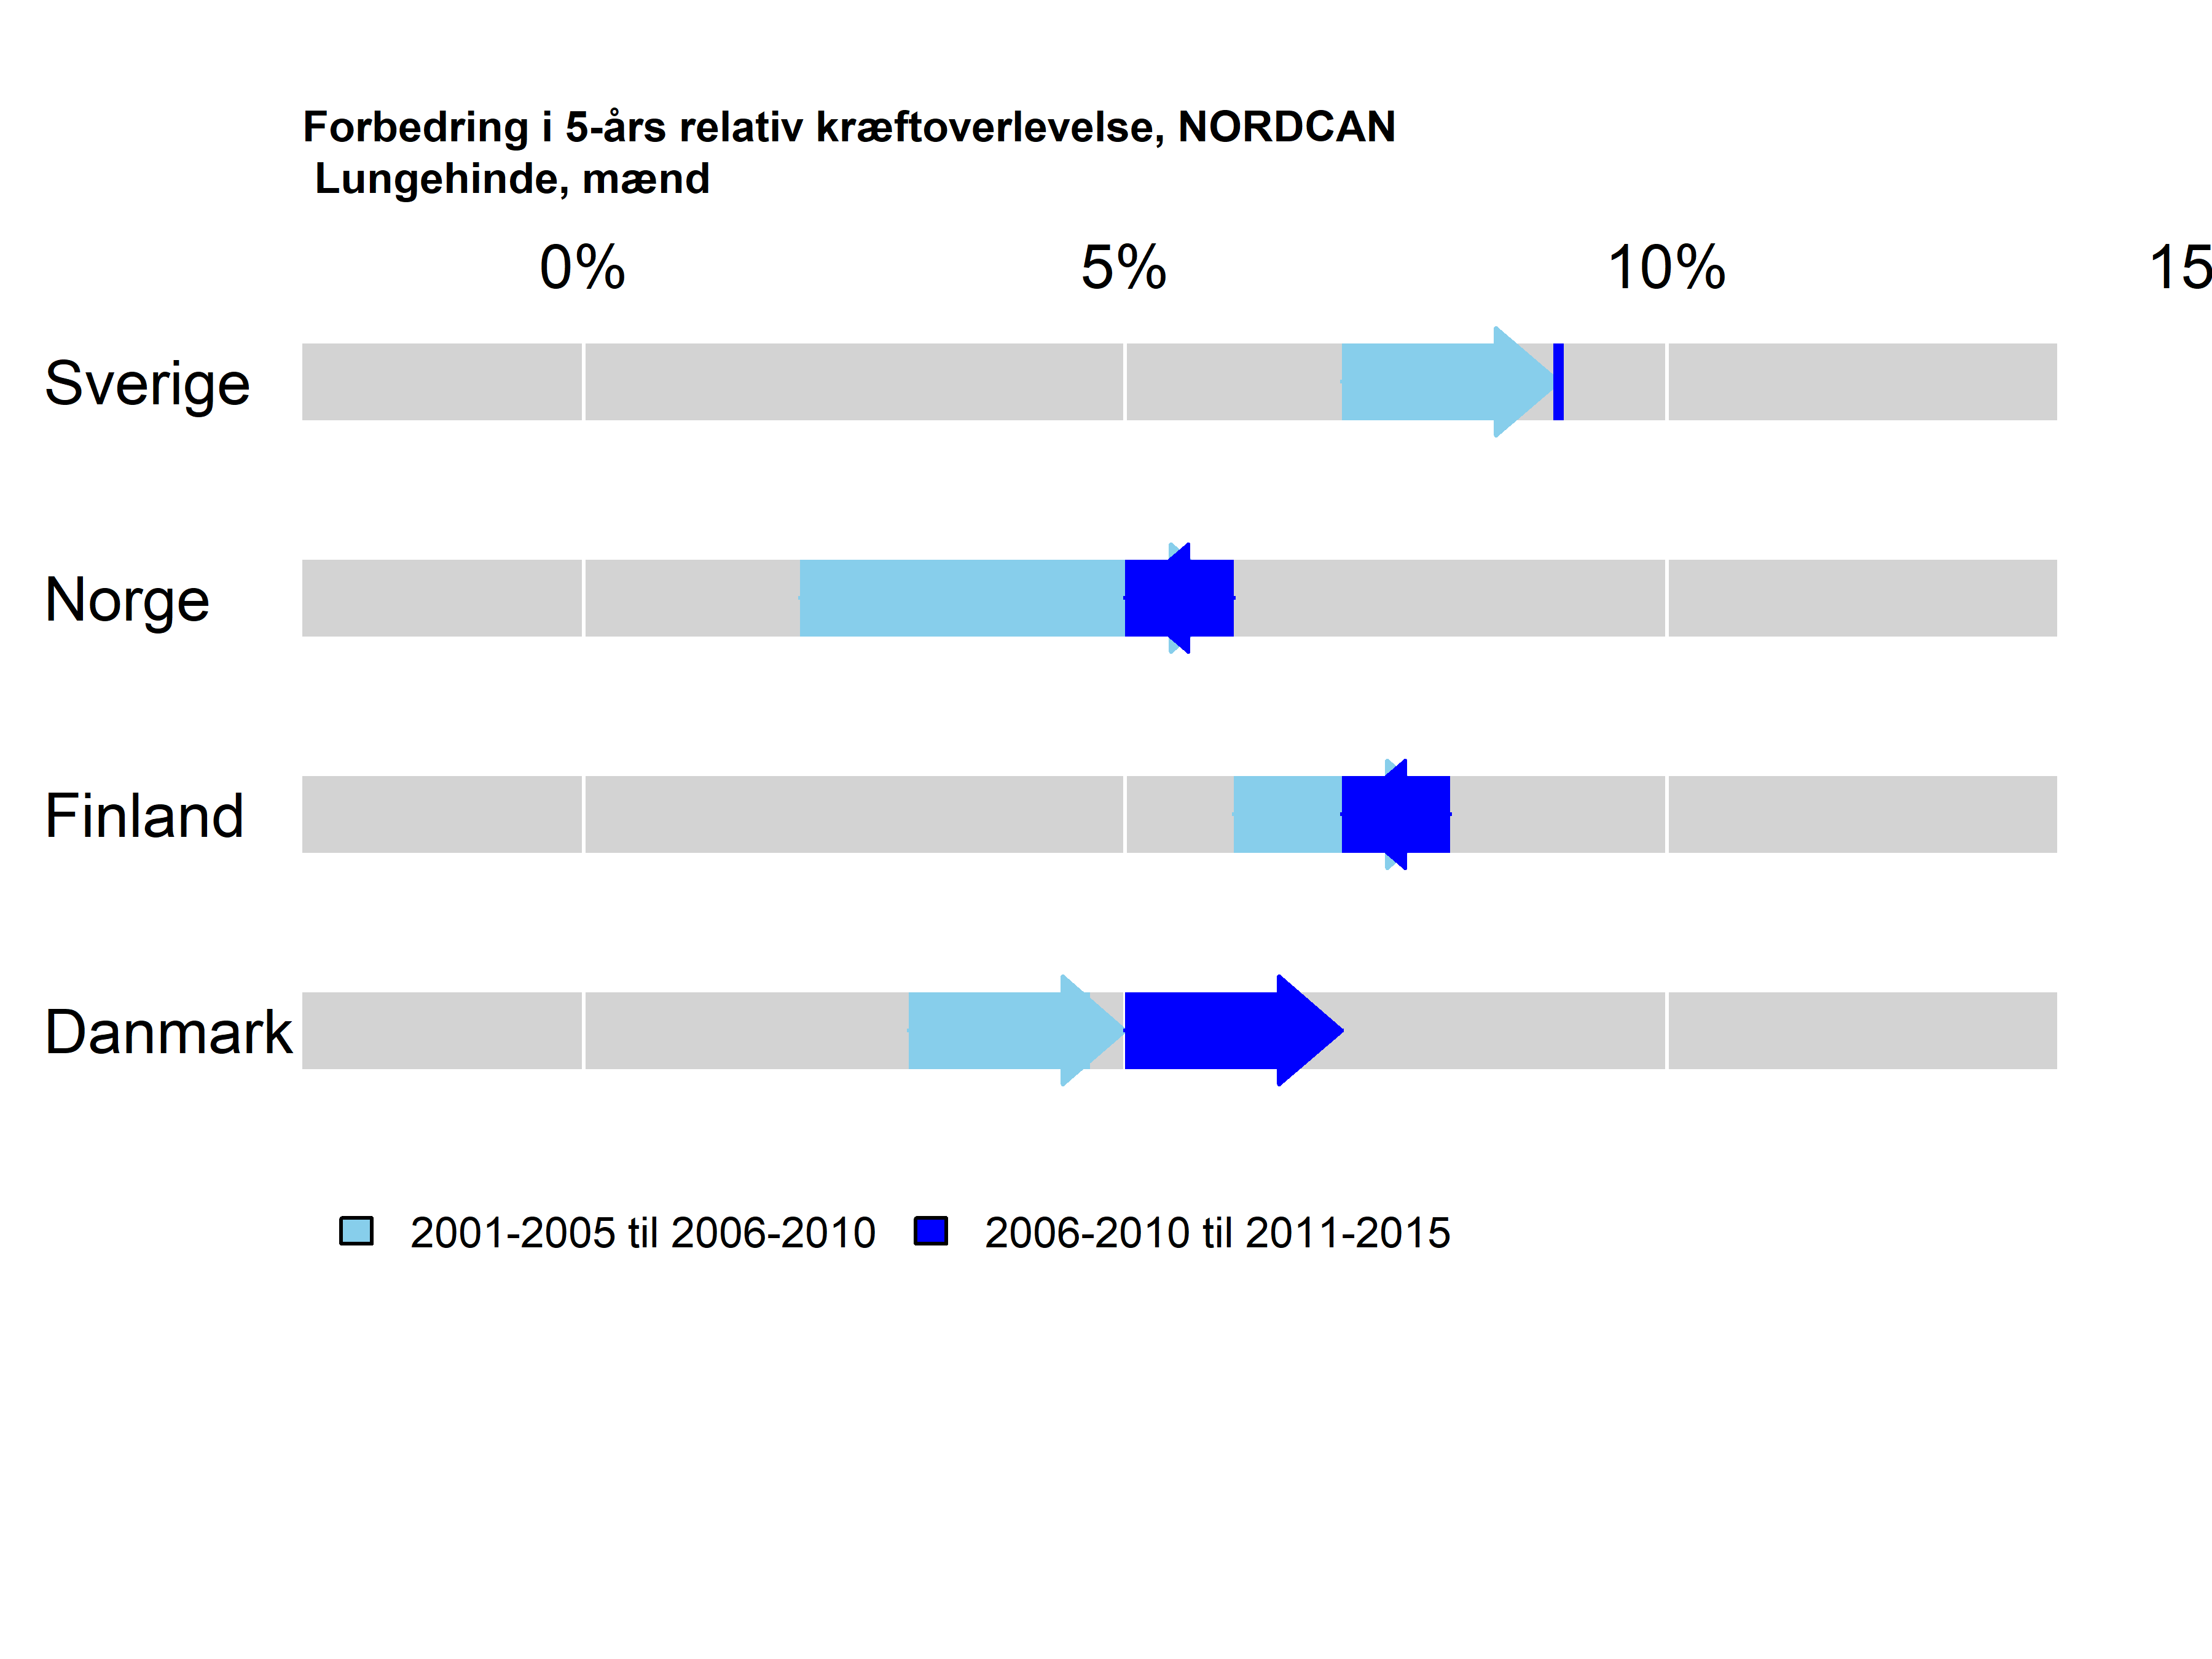 Forbedring i 5-års relativ kræftoverlevelse, NORDCAN
Lungehinde, mænd
0% 5% 10% 15
Sverige
Norge
Finland
Danmark
2001-2005 til 2006-2010 2006-2010 til 2011-2015